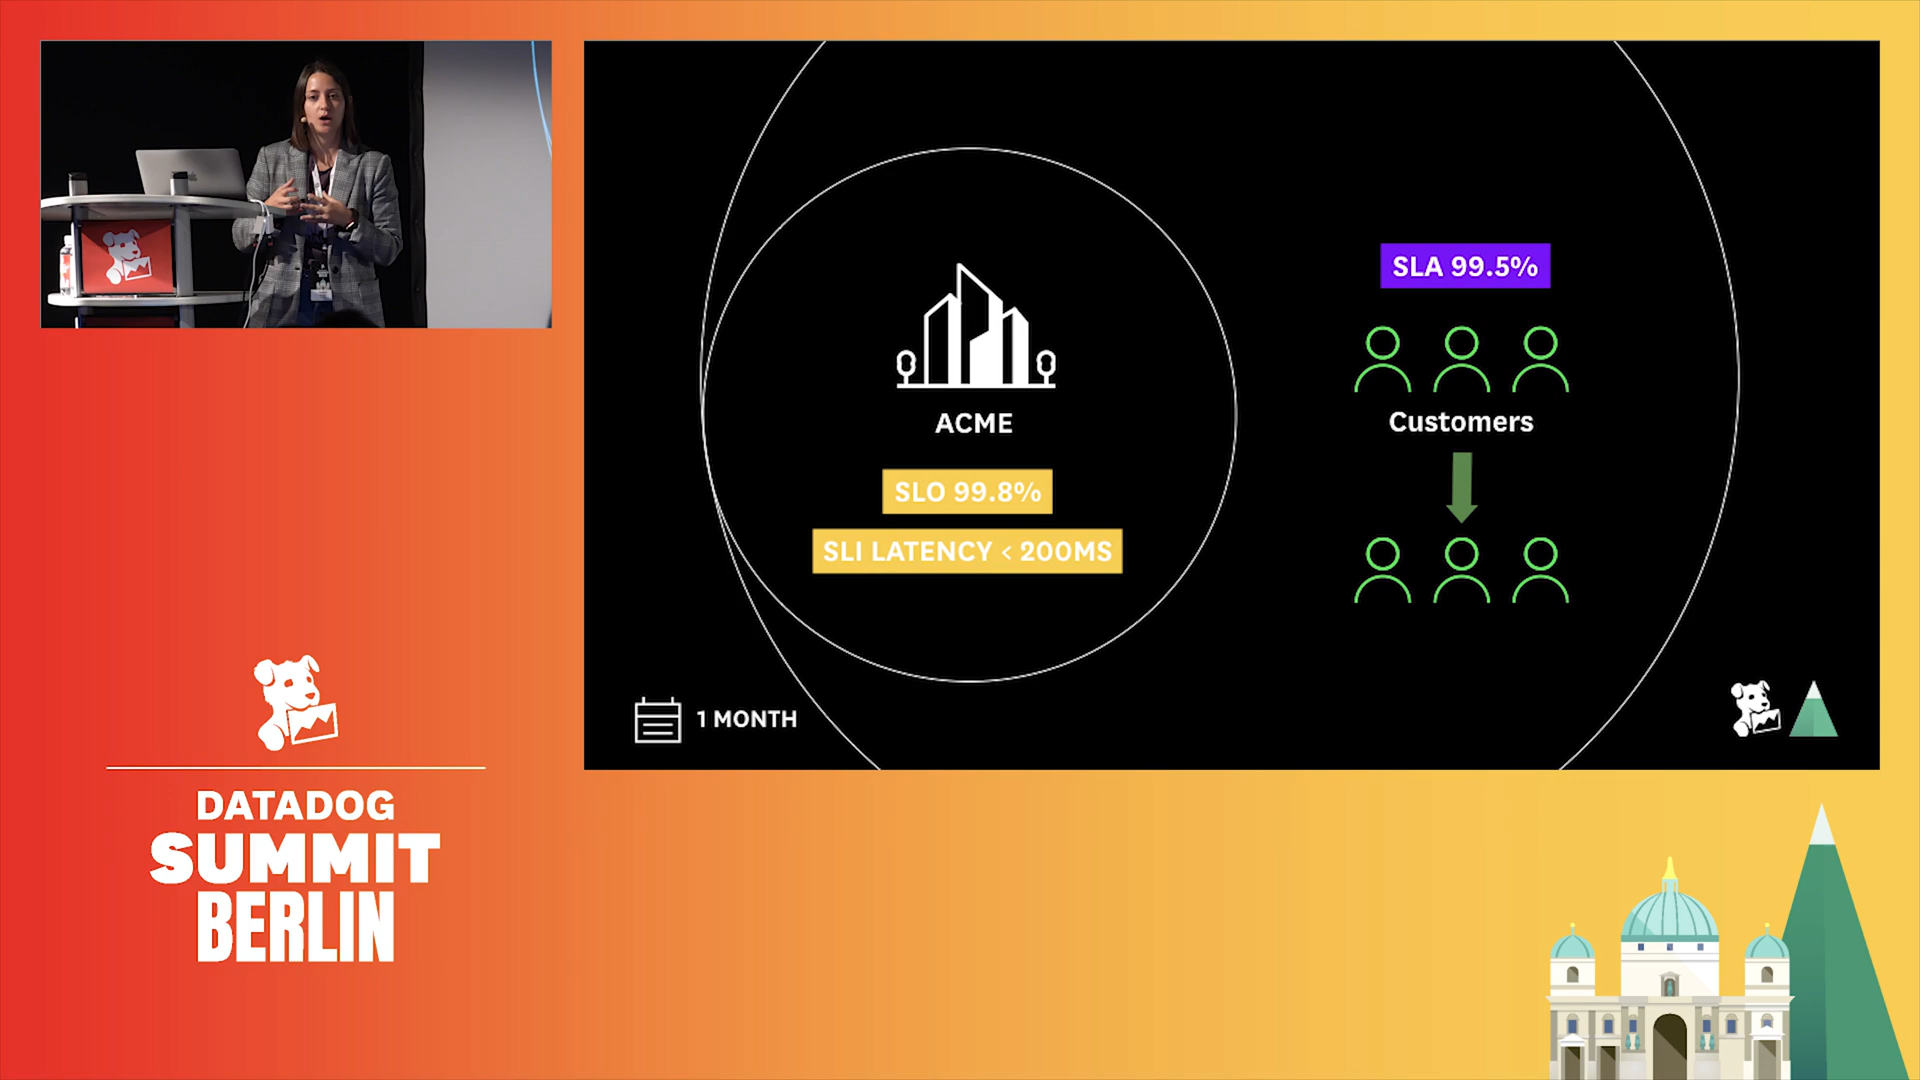 ACME
SLO 99.8%
SLI LATENCY < 200MS
SLA 99.5%
Customers
1 MONTH
DATADOG
SUMMIT
BERLIN